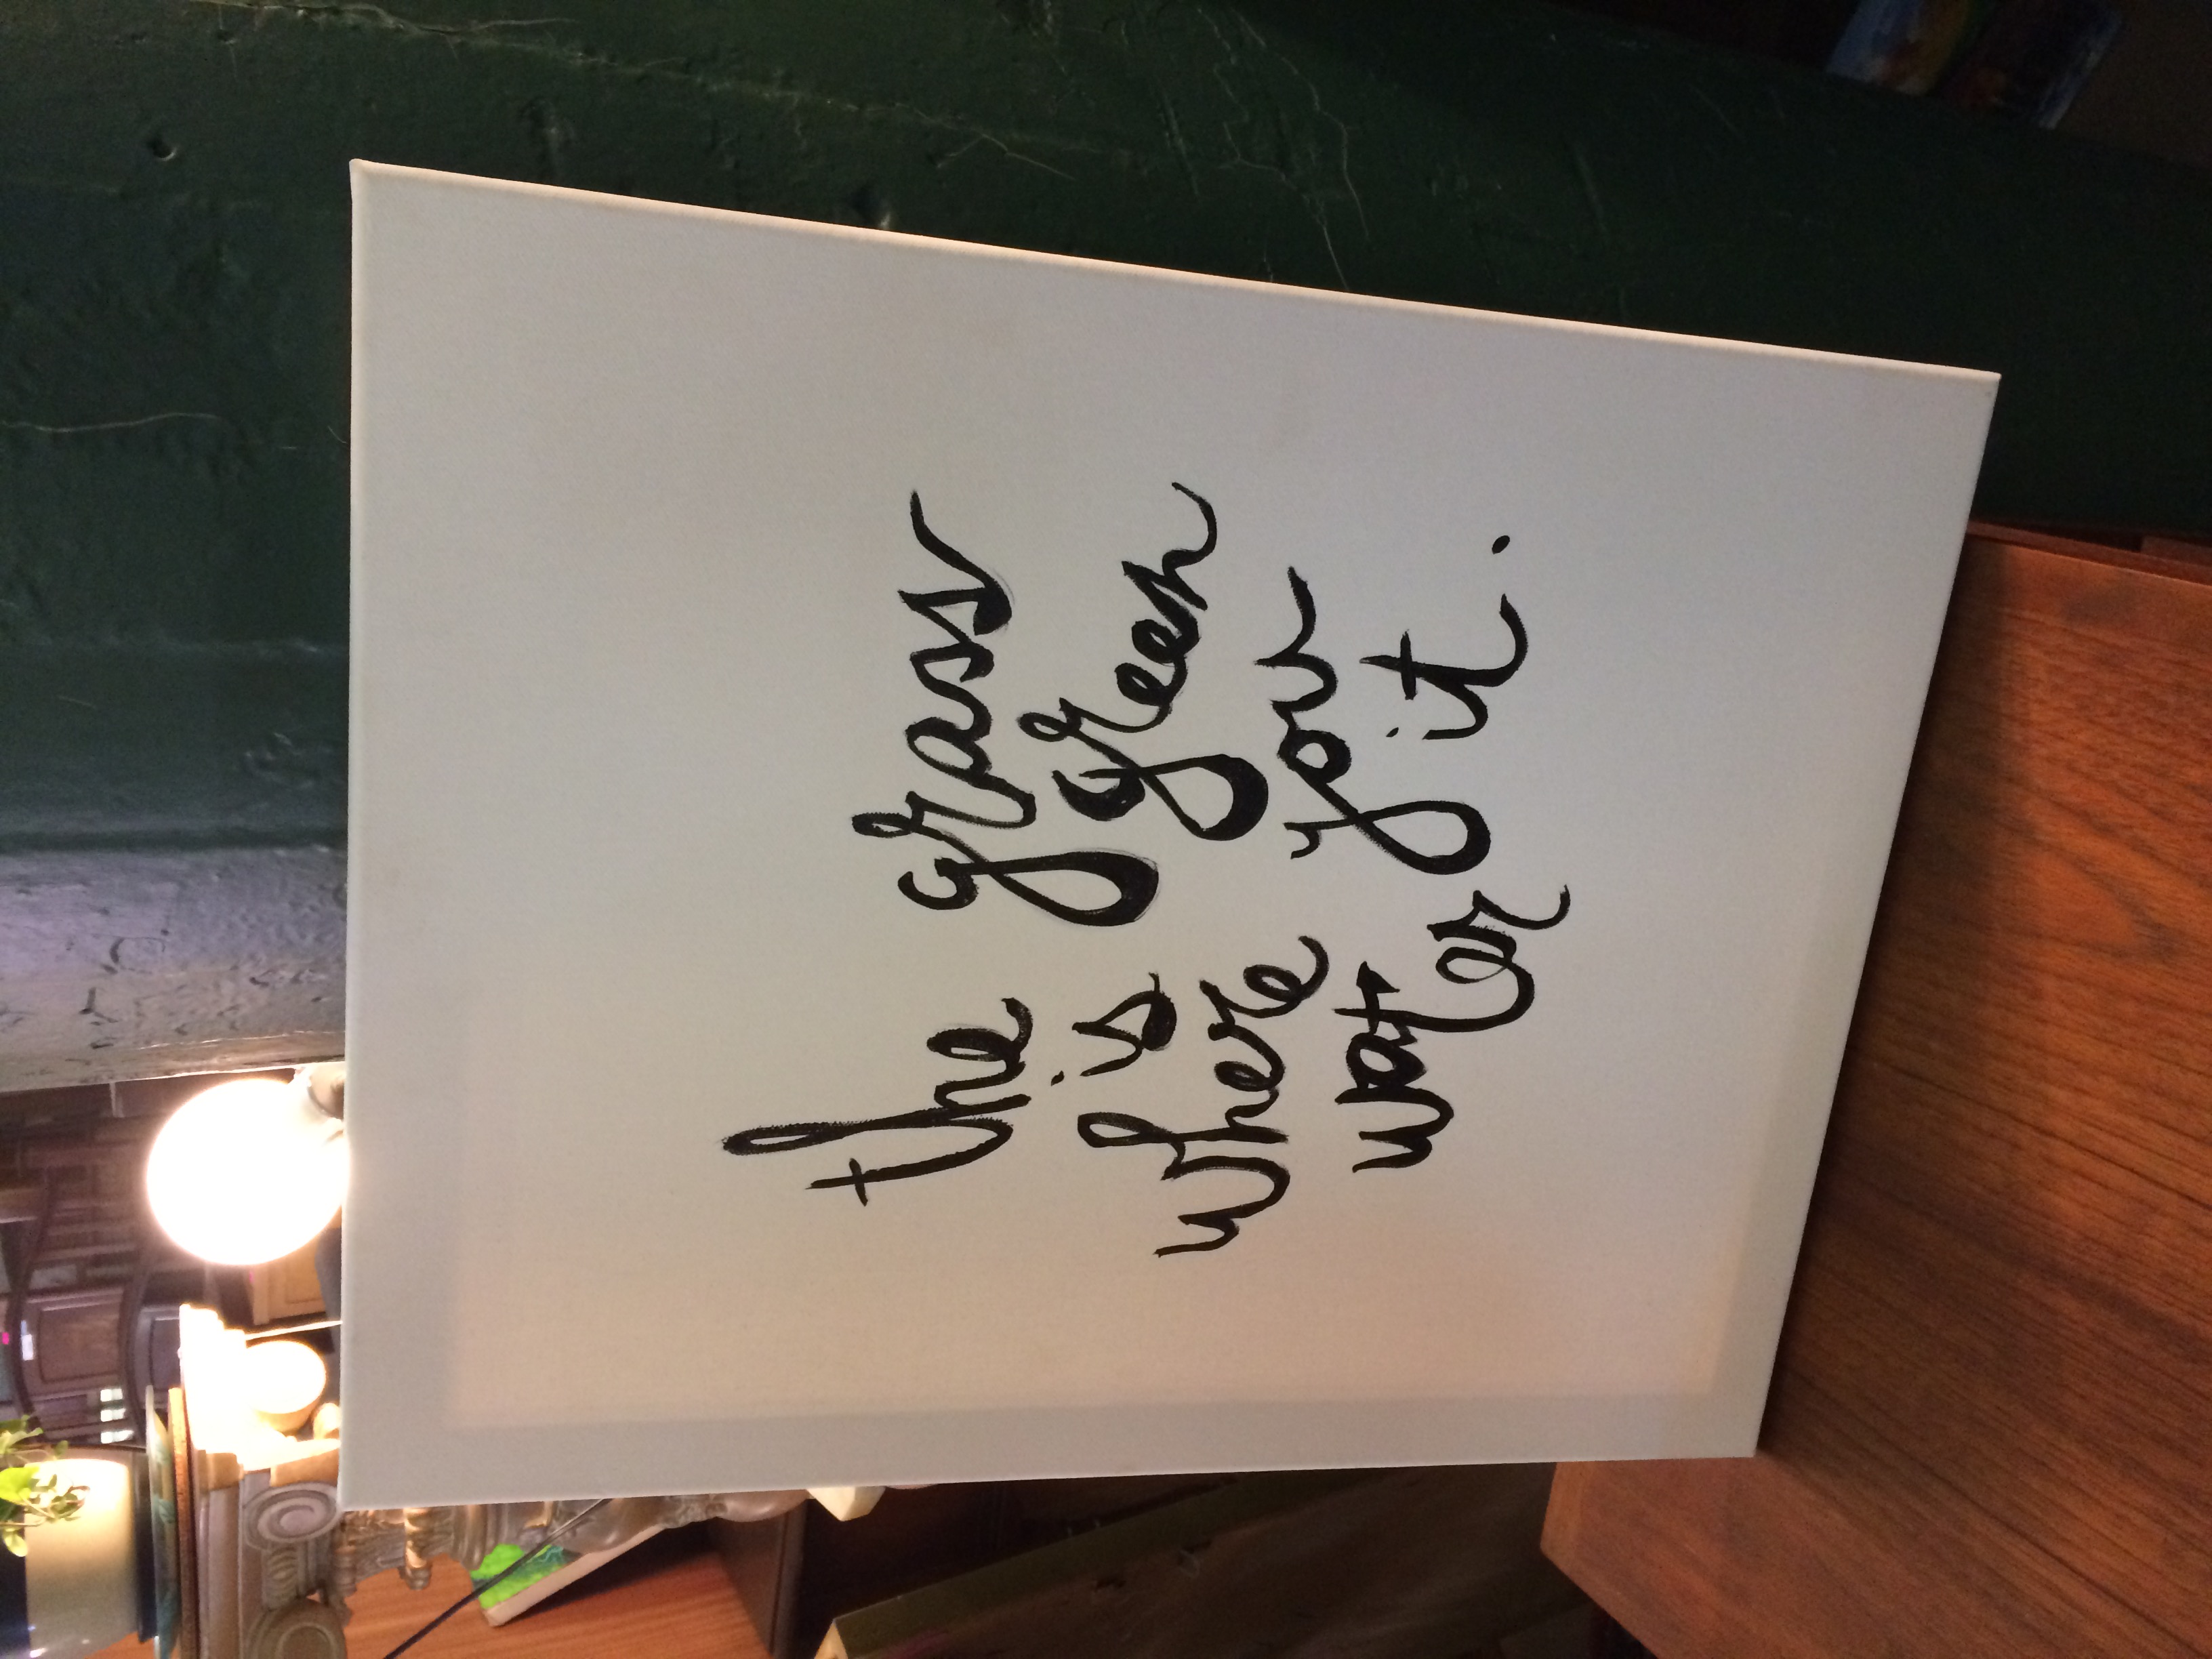 the grass
is green
where you
water it.